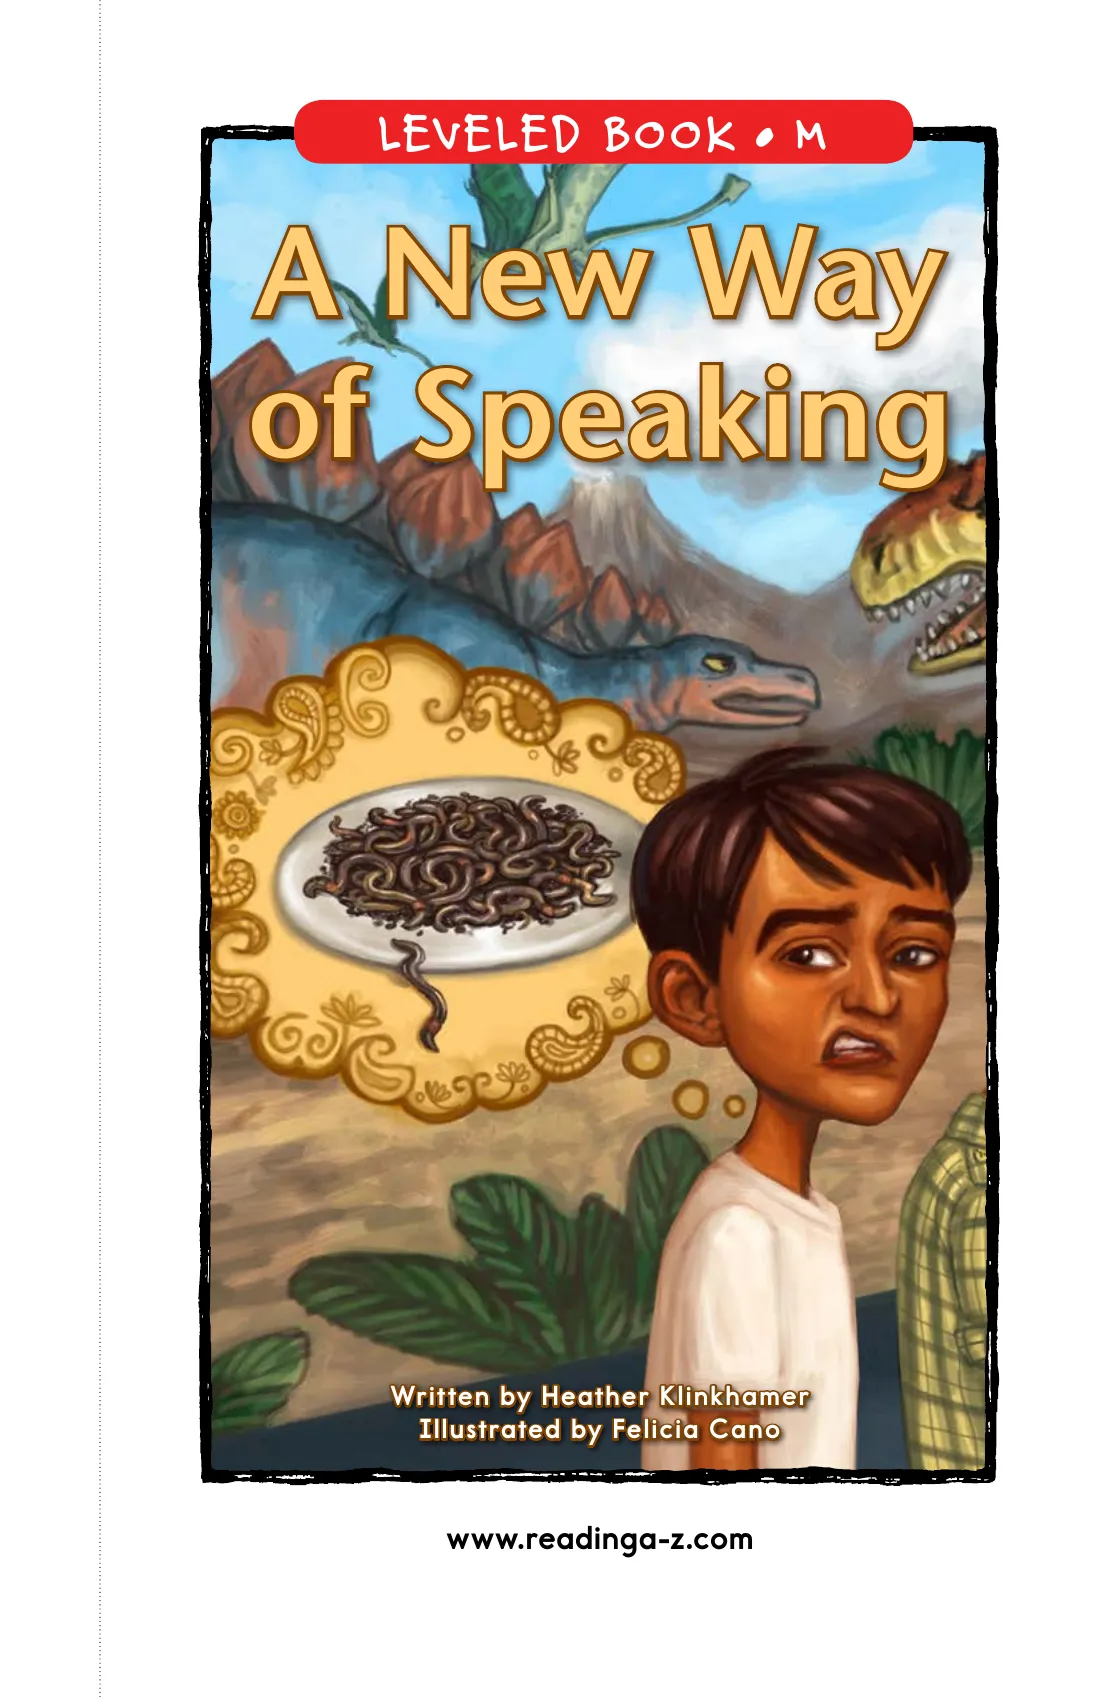 LEVELED BOOK • M
A New Way
of Speaking
Written by Heather Klinkhamer
Illustrated by Felicia Cano
www.readinga-z.com